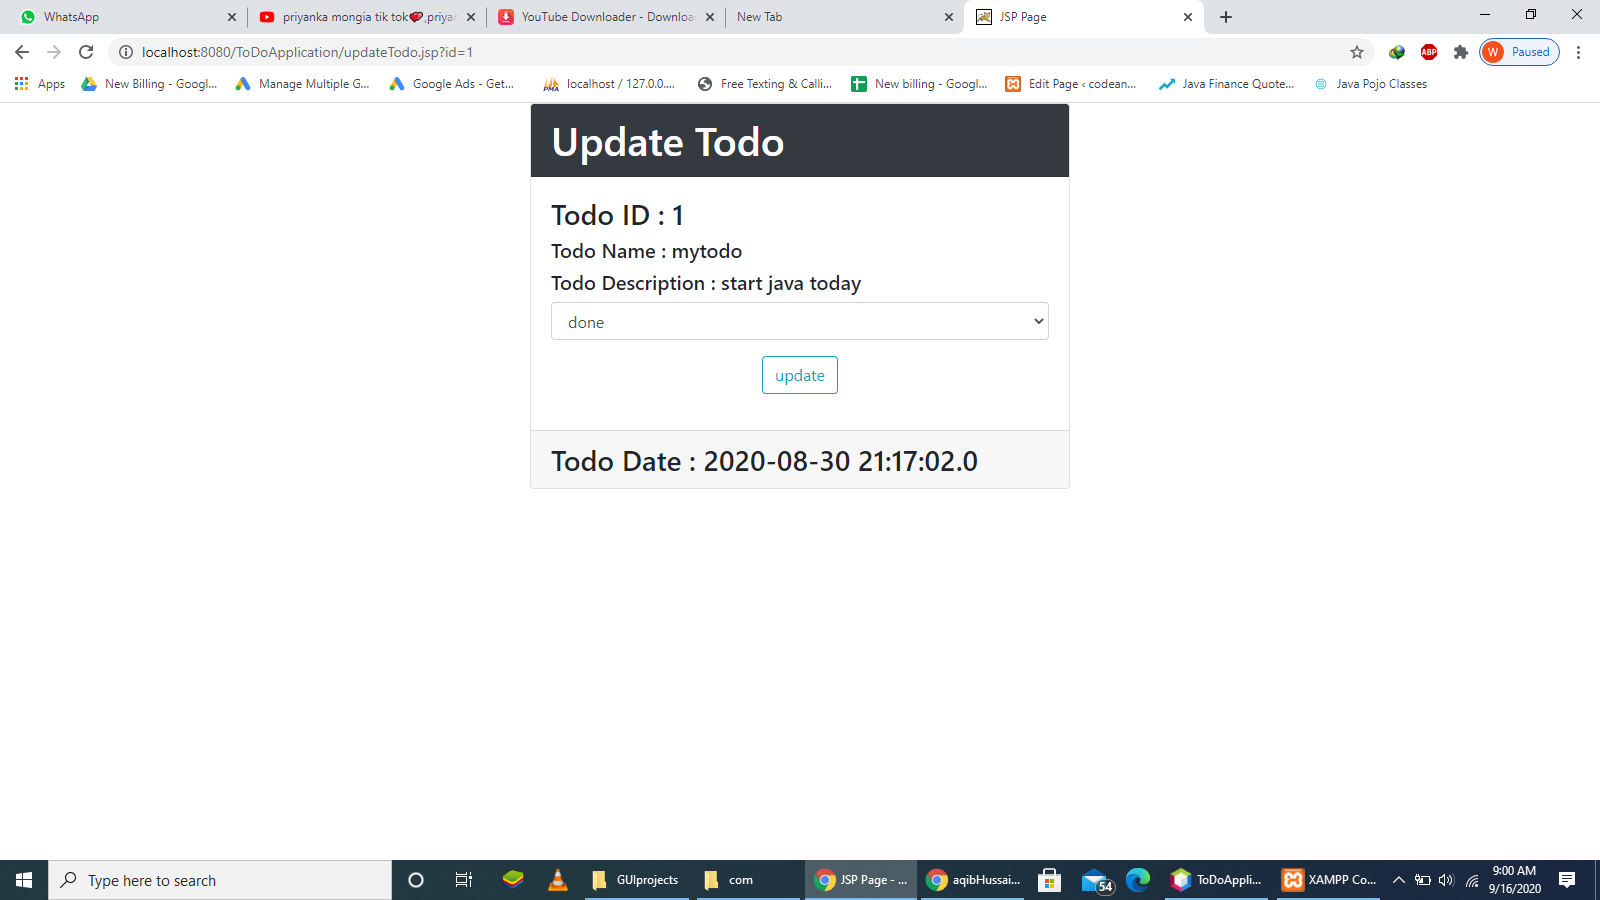 WhatsApp
priyanka mongia tik tok💕,priyan
YouTube Downloader - Downloa
New Tab
JSP Page
localhost:8080/ToDoApplication/updateTodo.jsp?id=1
ABP
W
Paused
Apps
New Billing - Googl...
Manage Multiple G...
Google Ads - Get...
PMA
localhost / 127.0.0....
Free Texting & Calli...
New billing - Googl...
Edit Page ‹ codean...
Java Finance Quote...
Java Pojo Classes
Update Todo
Todo ID : 1
Todo Name : mytodo
Todo Description : start java today
done
update
Todo Date : 2020-08-30 21:17:02.0
Type here to search
GUIprojects
com
JSP Page - ...
aqibHussai...
54
ToDoAppli...
XAMPP Co...
9:00 AM
9/16/2020